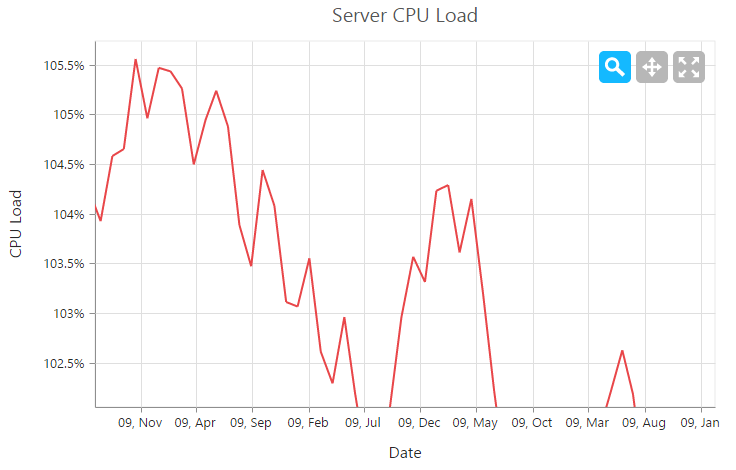 Server CPU Load
105.5%
105%
104.5%
104%
103.5%
103%
102.5%
CPU Load
09, Nov
09, Apr
09, Sep
09, Feb
09, Jul
09, Dec
09, May
09, Oct
09, Mar
09, Aug
09, Jan
Date